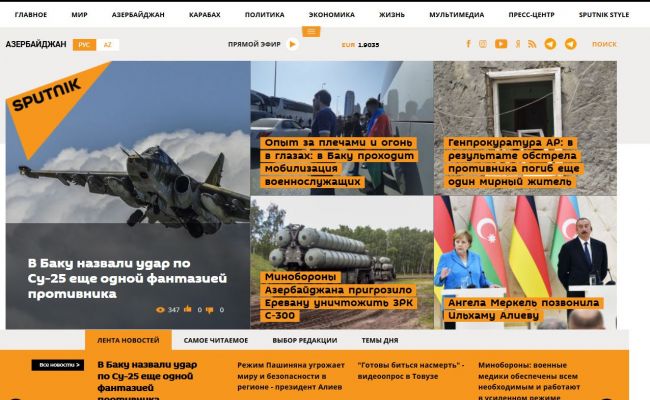 ГЛАВНОЕ МИР АЗЕРБАЙДЖАН КАРАБАХ ПОЛИТИКА ЭКОНОМИКА ЖИЗНЬ МУЛЬТИМЕДИА ПРЕСС-ЦЕНТР SPUTNIK STYLE
АЗЕРБАЙДЖАН РУС AZ ПРЯМОЙ ЭФИР EUR 1.9035 ПОИСК
SPUTNIK
В Баку назвали удар по
Су-25 еще одной фантазией
противника
347 0 0
Опыт за плечами и огонь
в глазах: в Баку проходит
мобилизация
военнослужащих
Генпрокуратура АР: в
результате обстрела
противника погиб еще
один мирный житель
Минобороны
Азербайджана пригрозило
Еревану уничтожить ЗРК
С-300
Ангела Меркель позвонила
Ильхаму Алиеву
ЛЕНТА НОВОСТЕЙ САМОЕ ЧИТАЕМОЕ ВЫБОР РЕДАКЦИИ ТЕМЫ ДНЯ
Все новости >
В Баку назвали удар
по Су-25 еще одной
фантазией
противника
Режим Пашиняна угрожает
миру и безопасности в
регионе - президент Алиев
"Готовы биться насмерть" -
видеоопрос в Товузе
Минобороны: военные
медики обеспечены всем
необходимым и работают
в усиленном режиме